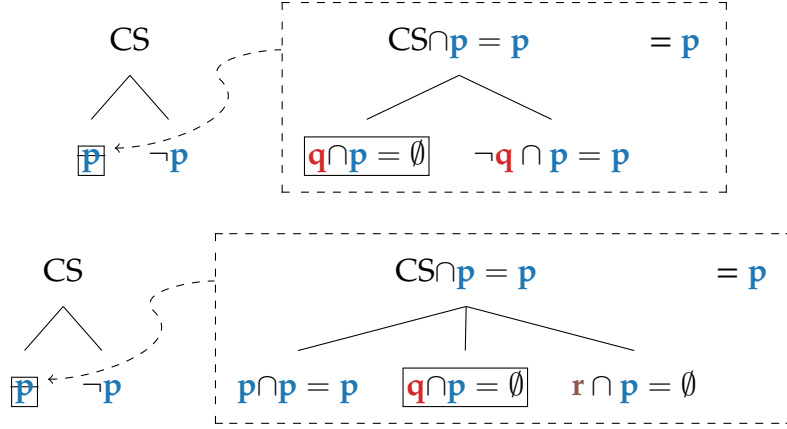 CS CS∩p = p = p
p ¬p q∩p = ∅ ¬q ∩ p = p
CS CS∩p = p = p
p ¬p p∩p = p q∩p = ∅ r ∩ p = ∅